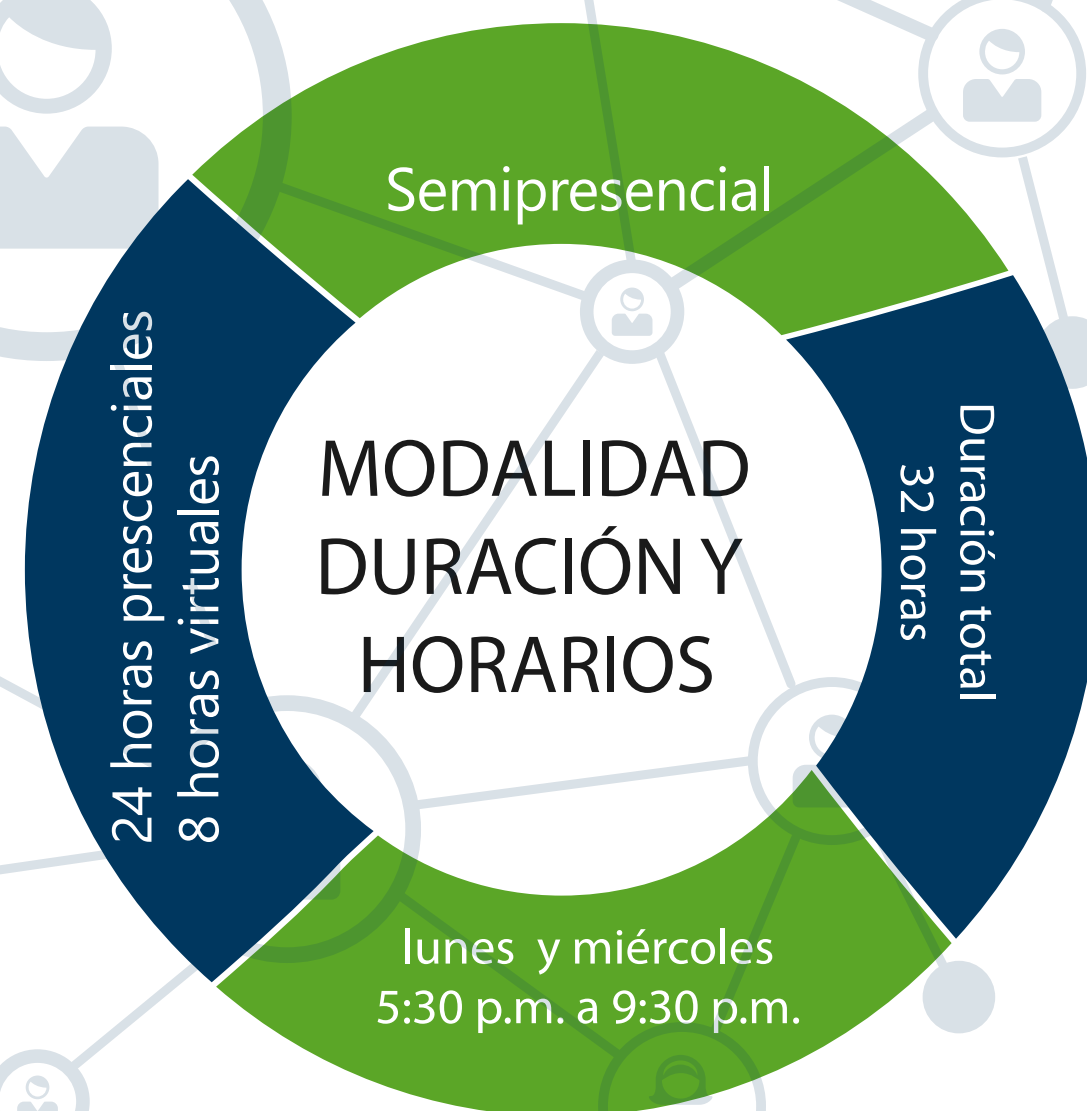 Semipresencial
Duración total
32 horas
MODALIDAD
DURACIÓN Y
HORARIOS
24 horas prescenciales
8 horas virtuales
lunes y miércoles
5:30 p.m. a 9:30 p.m.